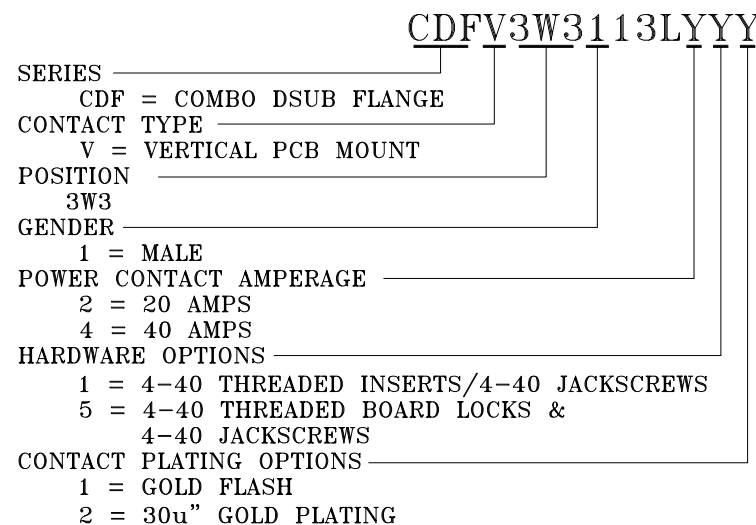 CDFV3W3113LYYY
SERIES
CDF = COMBO DSUB FLANGE
CONTACT TYPE
V = VERTICAL PCB MOUNT
POSITION
3W3
GENDER
1 = MALE
POWER CONTACT AMPERAGE
2 = 20 AMPS
4 = 40 AMPS
HARDWARE OPTIONS
1 = 4-40 THREADED INSERTS/4-40 JACKSCREWS
5 = 4-40 THREADED BOARD LOCKS &
4-40 JACKSCREWS
CONTACT PLATING OPTIONS
1 = GOLD FLASH
2 = 30u" GOLD PLATING